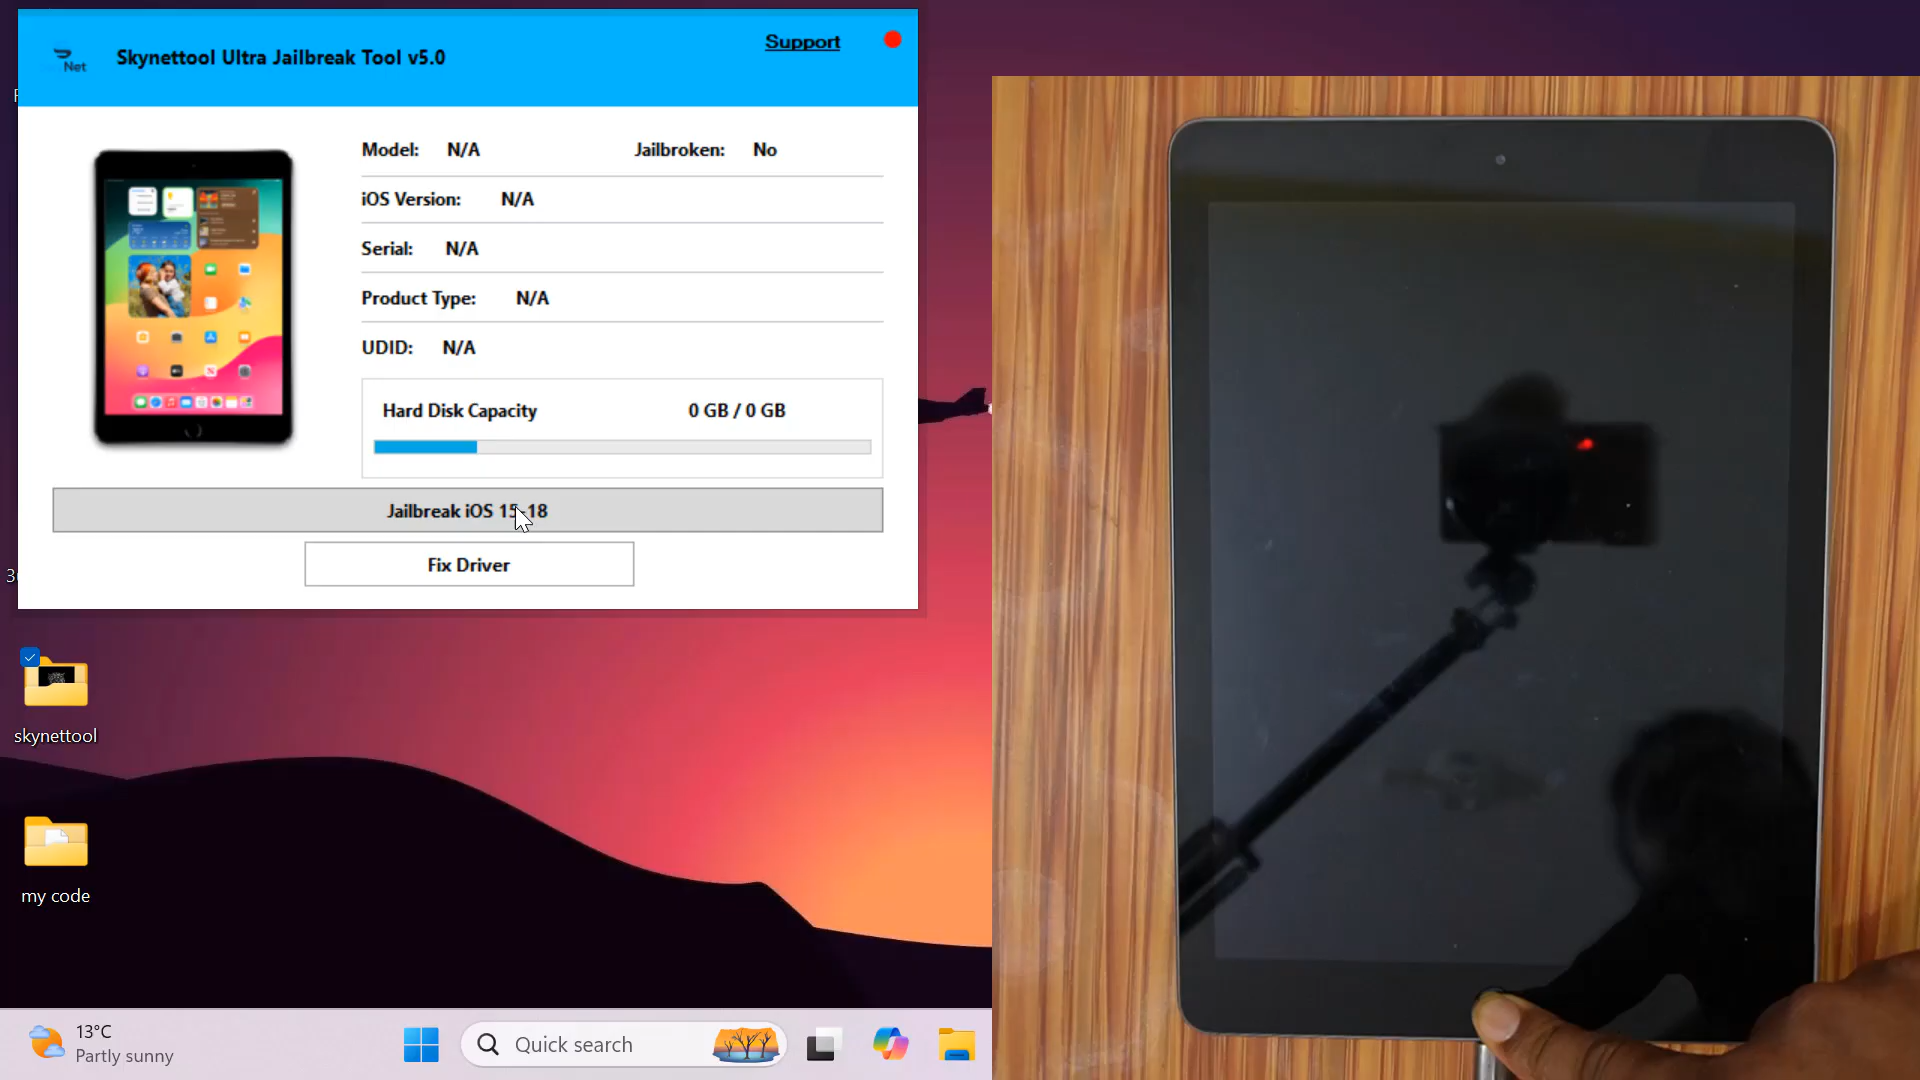 Net
Skynettool Ultra Jailbreak Tool v5.0
Support
Model: N/A
Jailbroken: No
iOS Version: N/A
Serial: N/A
Product Type: N/A
UDID: N/A
Hard Disk Capacity
0 GB / 0 GB
Jailbreak iOS 15-18
Fix Driver
skynettool
my code
13°C
Partly sunny
Quick search